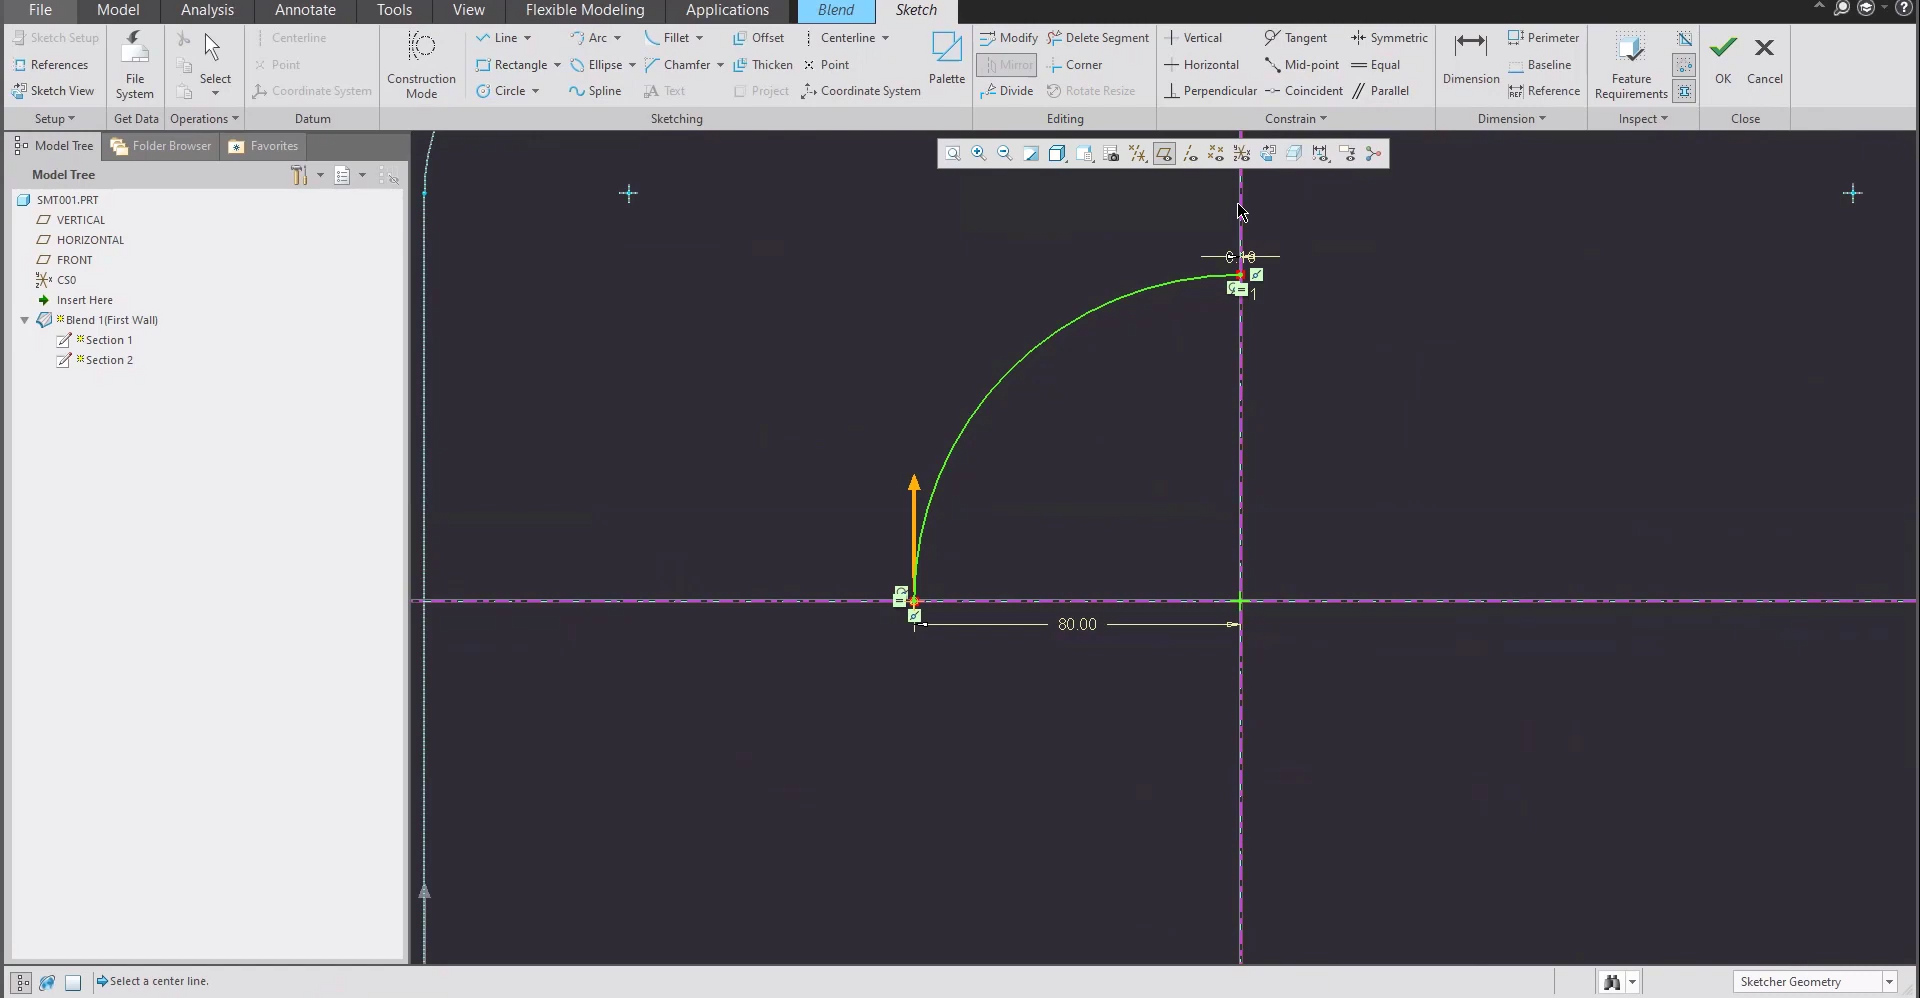 File Model Analysis Annotate Tools View Flexible Modeling Applications Blend Sketch
Sketch Setup Centerline Line Arc Fillet Offset Centerline Modify Delete Segment Vertical Tangent Symmetric Perimeter
References Point Rectangle Ellipse Chamfer Thicken Point Mirror Corner Horizontal Mid-point Equal Baseline
File System Select Construction Mode Palette Dimension Feature Requirements OK Cancel
Sketch View Coordinate System Circle Spline Text Project Coordinate System Divide Rotate Resize Perpendicular Coincident Parallel Reference
Setup Get Data Operations Datum Sketching Editing Constrain Dimension Inspect Close
Model Tree Folder Browser Favorites
Model Tree
SMT001.PRT
VERTICAL
HORIZONTAL
FRONT
CS0
Insert Here
Blend 1(First Wall)
Section 1
Section 2
1
80.00
Select a center line.
Sketcher Geometry